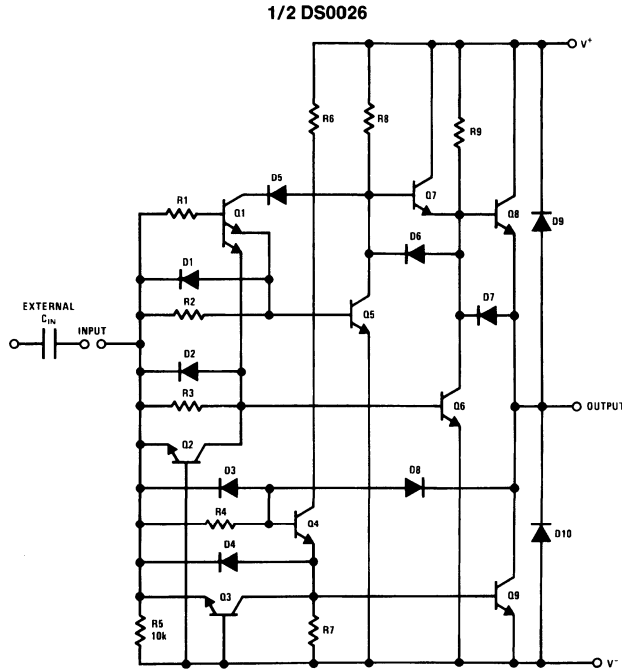 1/2 DS0026
V+
R6
R8
R9
D5
R1
Q1
Q7
Q8
D9
D1
D6
R2
D7
EXTERNAL
CIN
INPUT
Q5
D2
R3
Q6
OUTPUT
Q2
D3
D8
R4
Q4
D4
D10
Q3
Q9
R5
10k
R7
V-